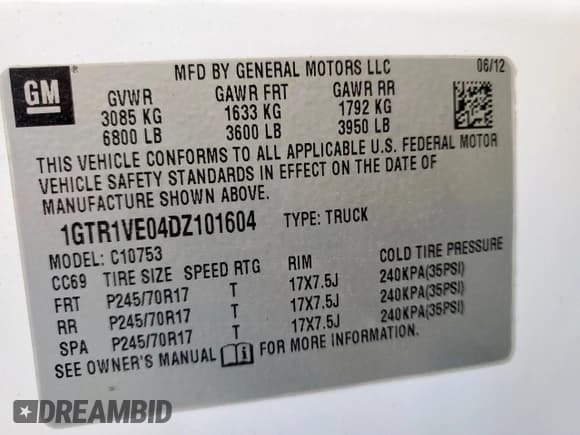 GM
MFD BY GENERAL MOTORS LLC 06/12
GVWR GAWR FRT GAWR RR
3085 KG 1633 KG 1792 KG
6800 LB 3600 LB 3950 LB
THIS VEHICLE CONFORMS TO ALL APPLICABLE U.S. FEDERAL MOTOR
VEHICLE SAFETY STANDARDS IN EFFECT ON THE DATE OF
MANUFACTURE SHOWN ABOVE.
1GTR1VE04DZ101604 TYPE: TRUCK
MODEL: C10753
CC69 TIRE SIZE SPEED RTG RIM COLD TIRE PRESSURE
FRT P245/70R17 T 17X7.5J 240KPA(35PSI)
RR P245/70R17 T 17X7.5J 240KPA(35PSI)
SPA P245/70R17 T 17X7.5J 240KPA(35PSI)
SEE OWNER'S MANUAL FOR MORE INFORMATION.
DREAMBID